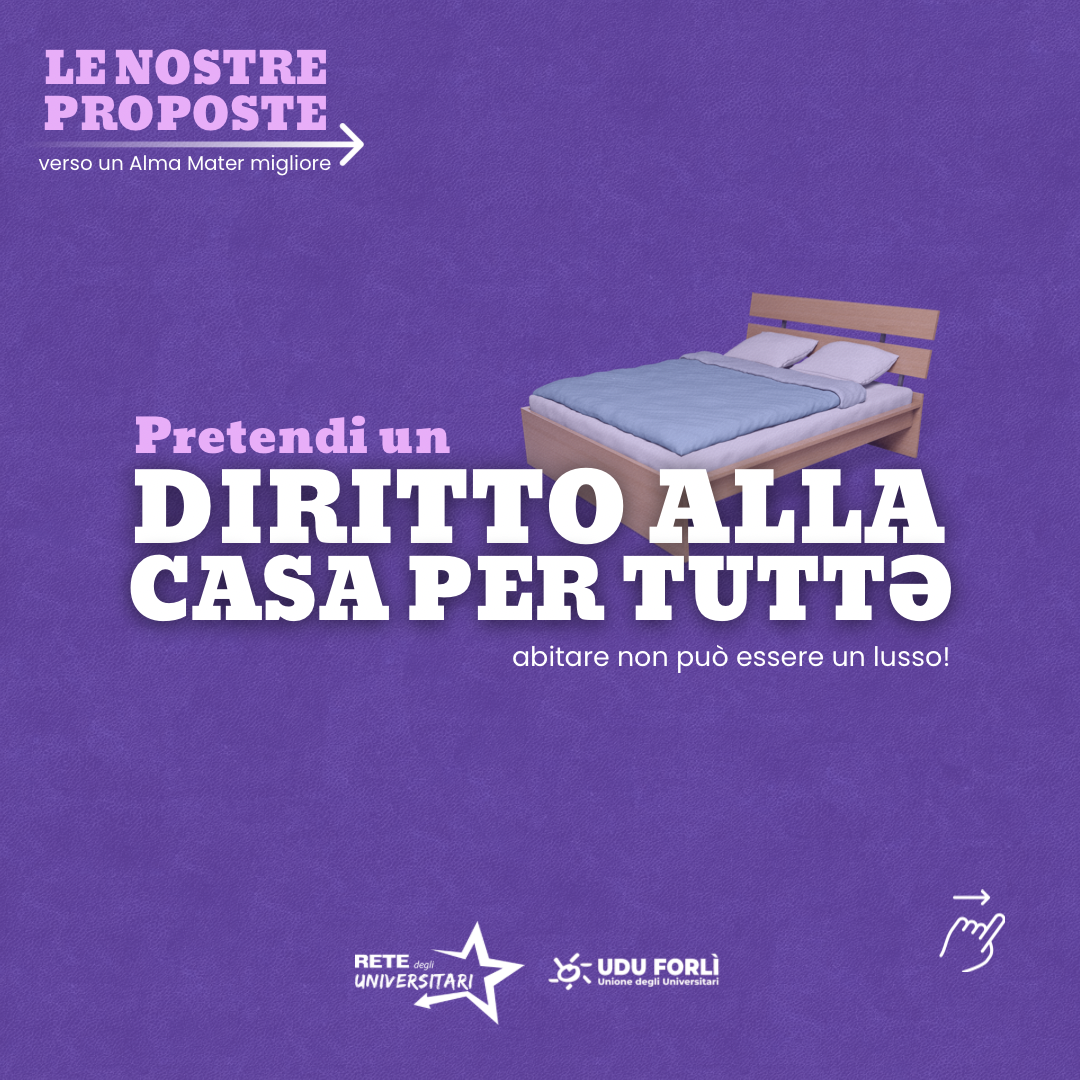 LE NOSTRE
PROPOSTE
verso un Alma Mater migliore
Pretendi un
DIRITTO ALLA
CASA PER TUTTƏ
abitare non può essere un lusso!
RETE degli
UNIVERSITARI
UDU FORLÌ
Unione degli Universitari